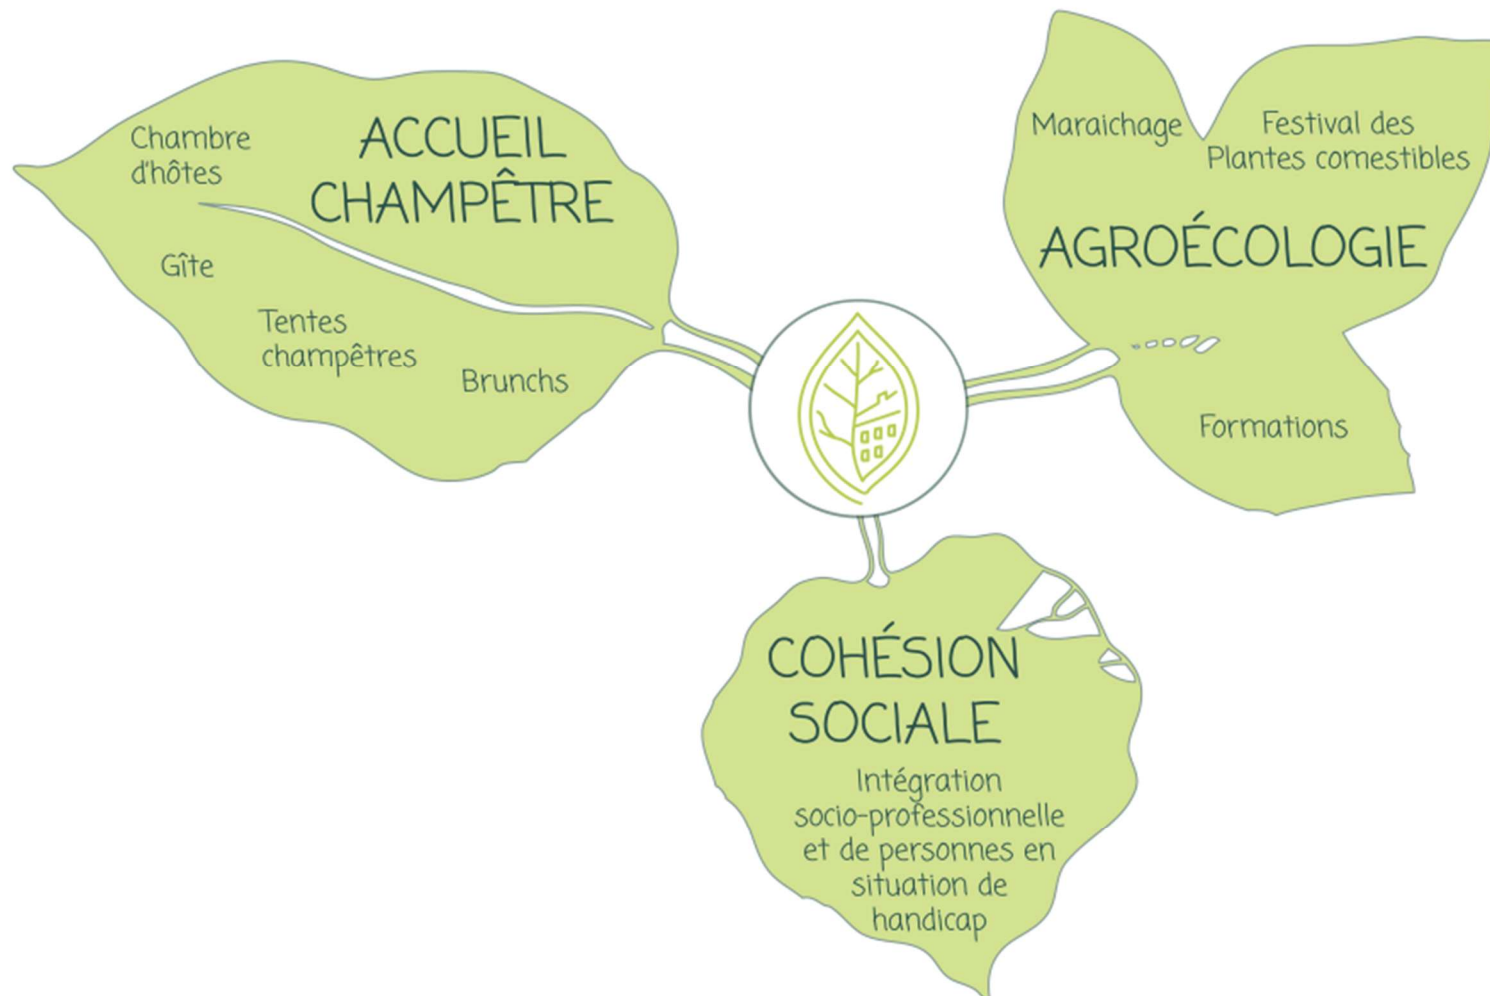 ACCUEIL
CHAMPÊTRE
Chambre
d'hôtes
Gîte
Tentes
champêtres
Brunchs
Maraichage
Festival des
Plantes comestibles
AGROÉCOLOGIE
Formations
COHÉSION
SOCIALE
Intégration
socio-professionnelle
et de personnes en
situation de
handicap